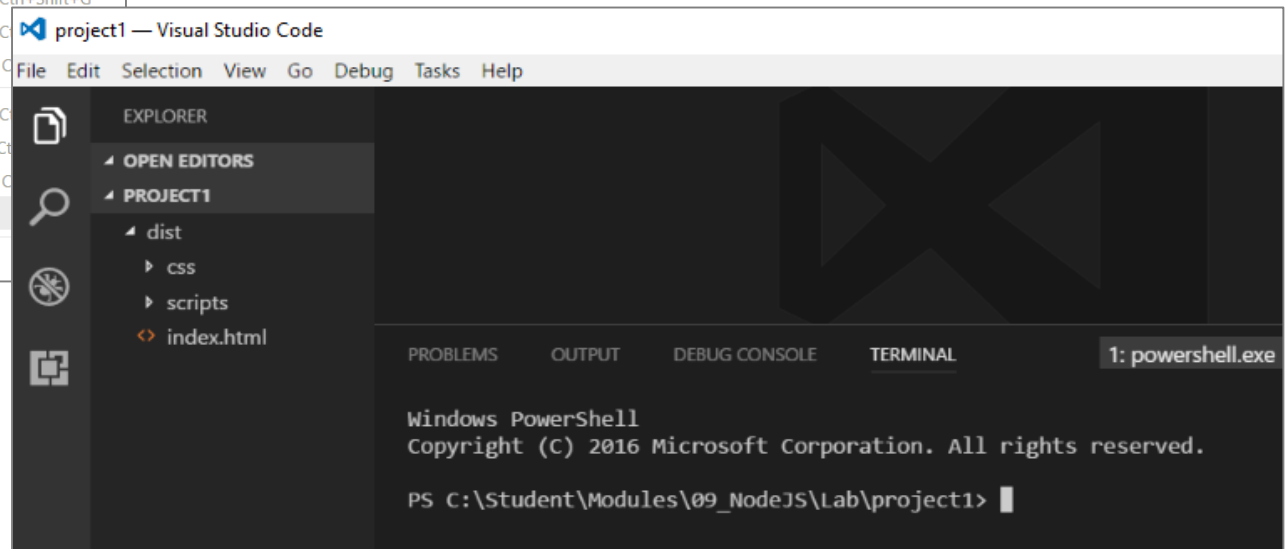 Ctrl+Shift+G
project1 — Visual Studio Code
File Edit Selection View Go Debug Tasks Help
EXPLORER
OPEN EDITORS
PROJECT1
dist
css
scripts
index.html
PROBLEMS OUTPUT DEBUG CONSOLE TERMINAL 1: powershell.exe
Windows PowerShell
Copyright (C) 2016 Microsoft Corporation. All rights reserved.
PS C:\Student\Modules\09_NodeJS\Lab\project1>